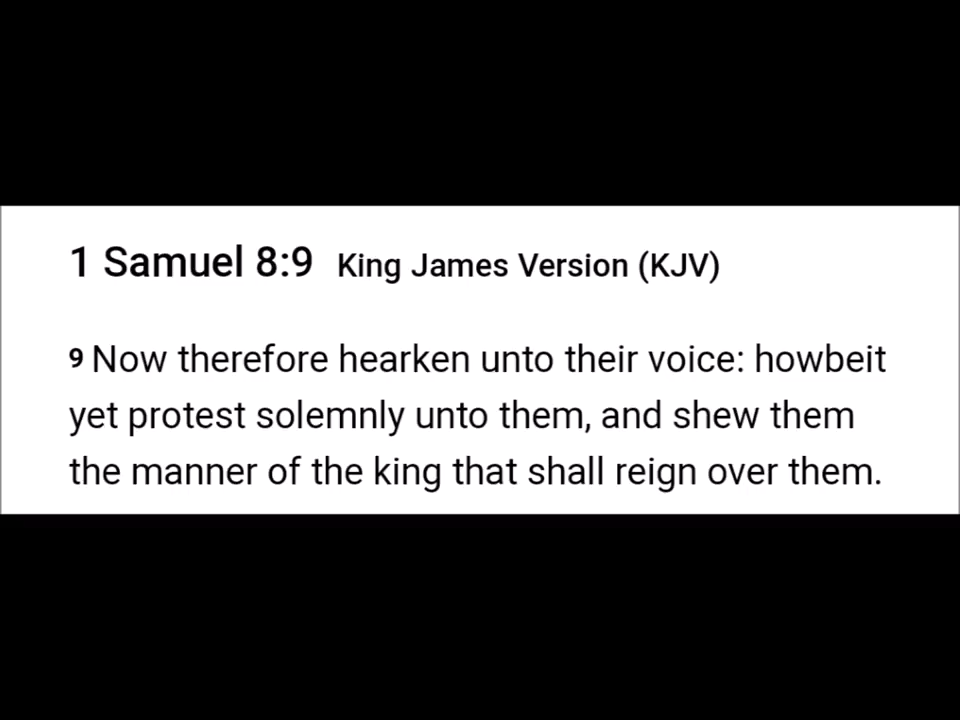 1 Samuel 8:9 King James Version (KJV)
9 Now therefore hearken unto their voice: howbeit
yet protest solemnly unto them, and shew them
the manner of the king that shall reign over them.